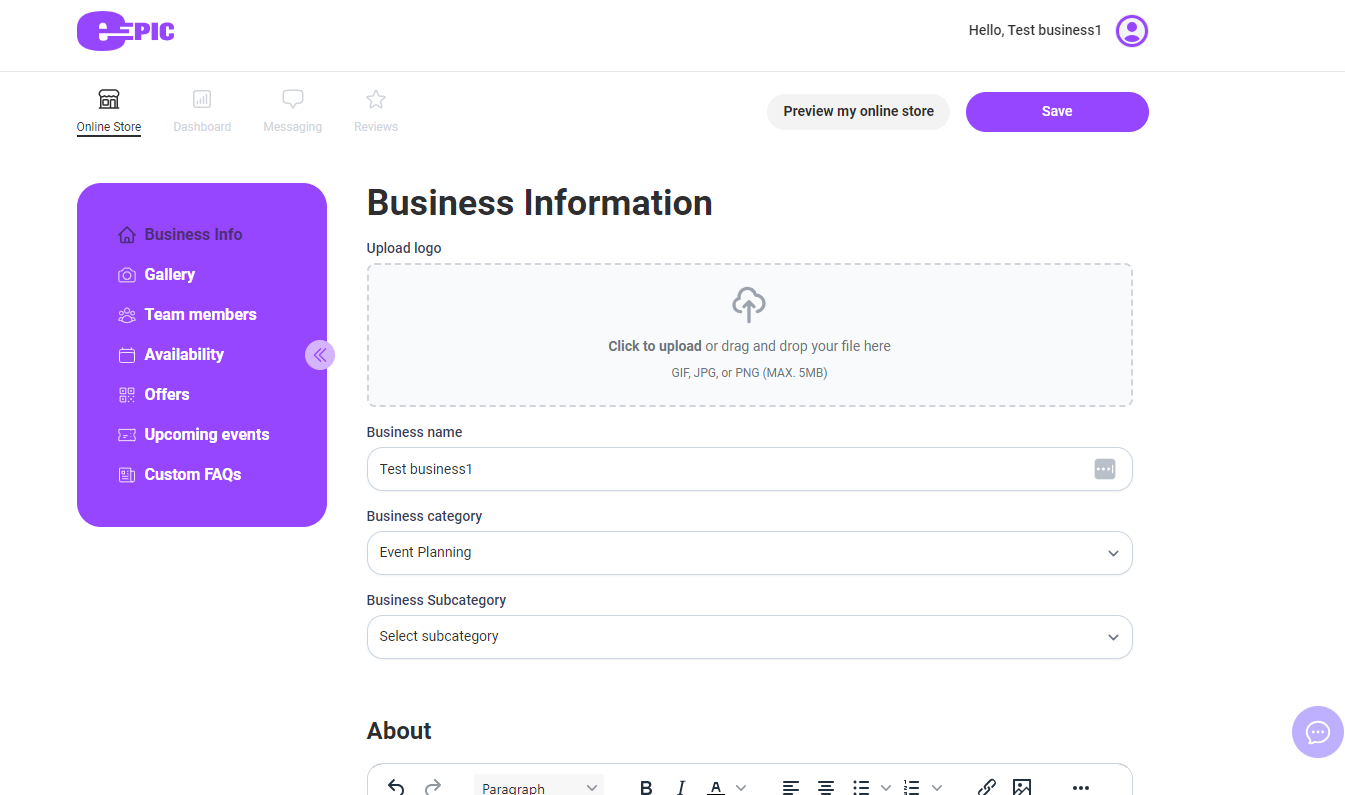 e EPIC
Hello, Test business1
Online Store
Dashboard
Messaging
Reviews
Preview my online store
Save
Business Info
Gallery
Team members
Availability
Offers
Upcoming events
Custom FAQs
Business Information
Upload logo
Click to upload or drag and drop your file here
GIF, JPG, or PNG (MAX. 5MB)
Business name
Test business1
Business category
Event Planning
Business Subcategory
Select subcategory
About
Paragraph
B I A